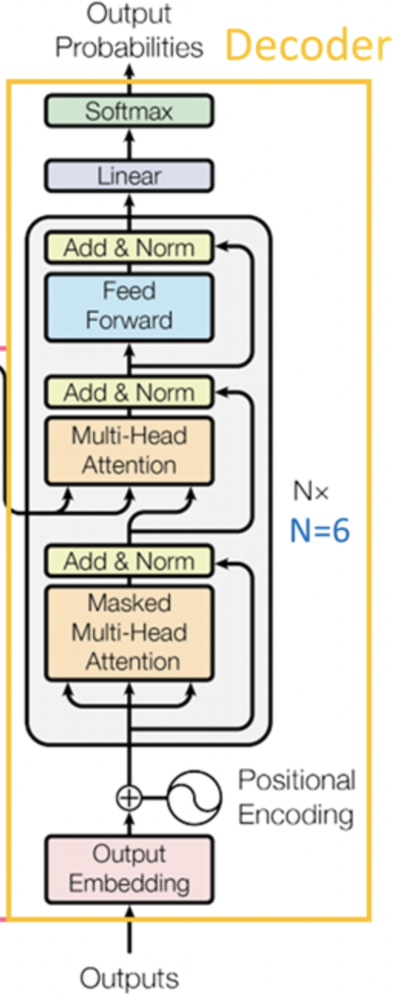 Output
Probabilities
Decoder
Softmax
Linear
Add & Norm
Feed
Forward
Add & Norm
Multi-Head
Attention
N×
N=6
Add & Norm
Masked
Multi-Head
Attention
Positional
Encoding
Output
Embedding
Outputs